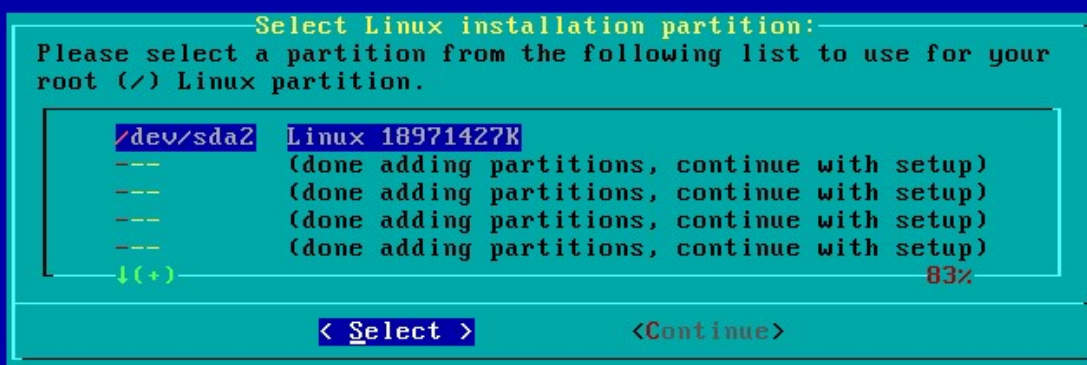 Select Linux installation partition:
Please select a partition from the following list to use for your
root (/) Linux partition.
/dev/sda2 Linux 18971427K
--- (done adding partitions, continue with setup)
--- (done adding partitions, continue with setup)
--- (done adding partitions, continue with setup)
--- (done adding partitions, continue with setup)
↓(+) 83%
< Select > <Continue>